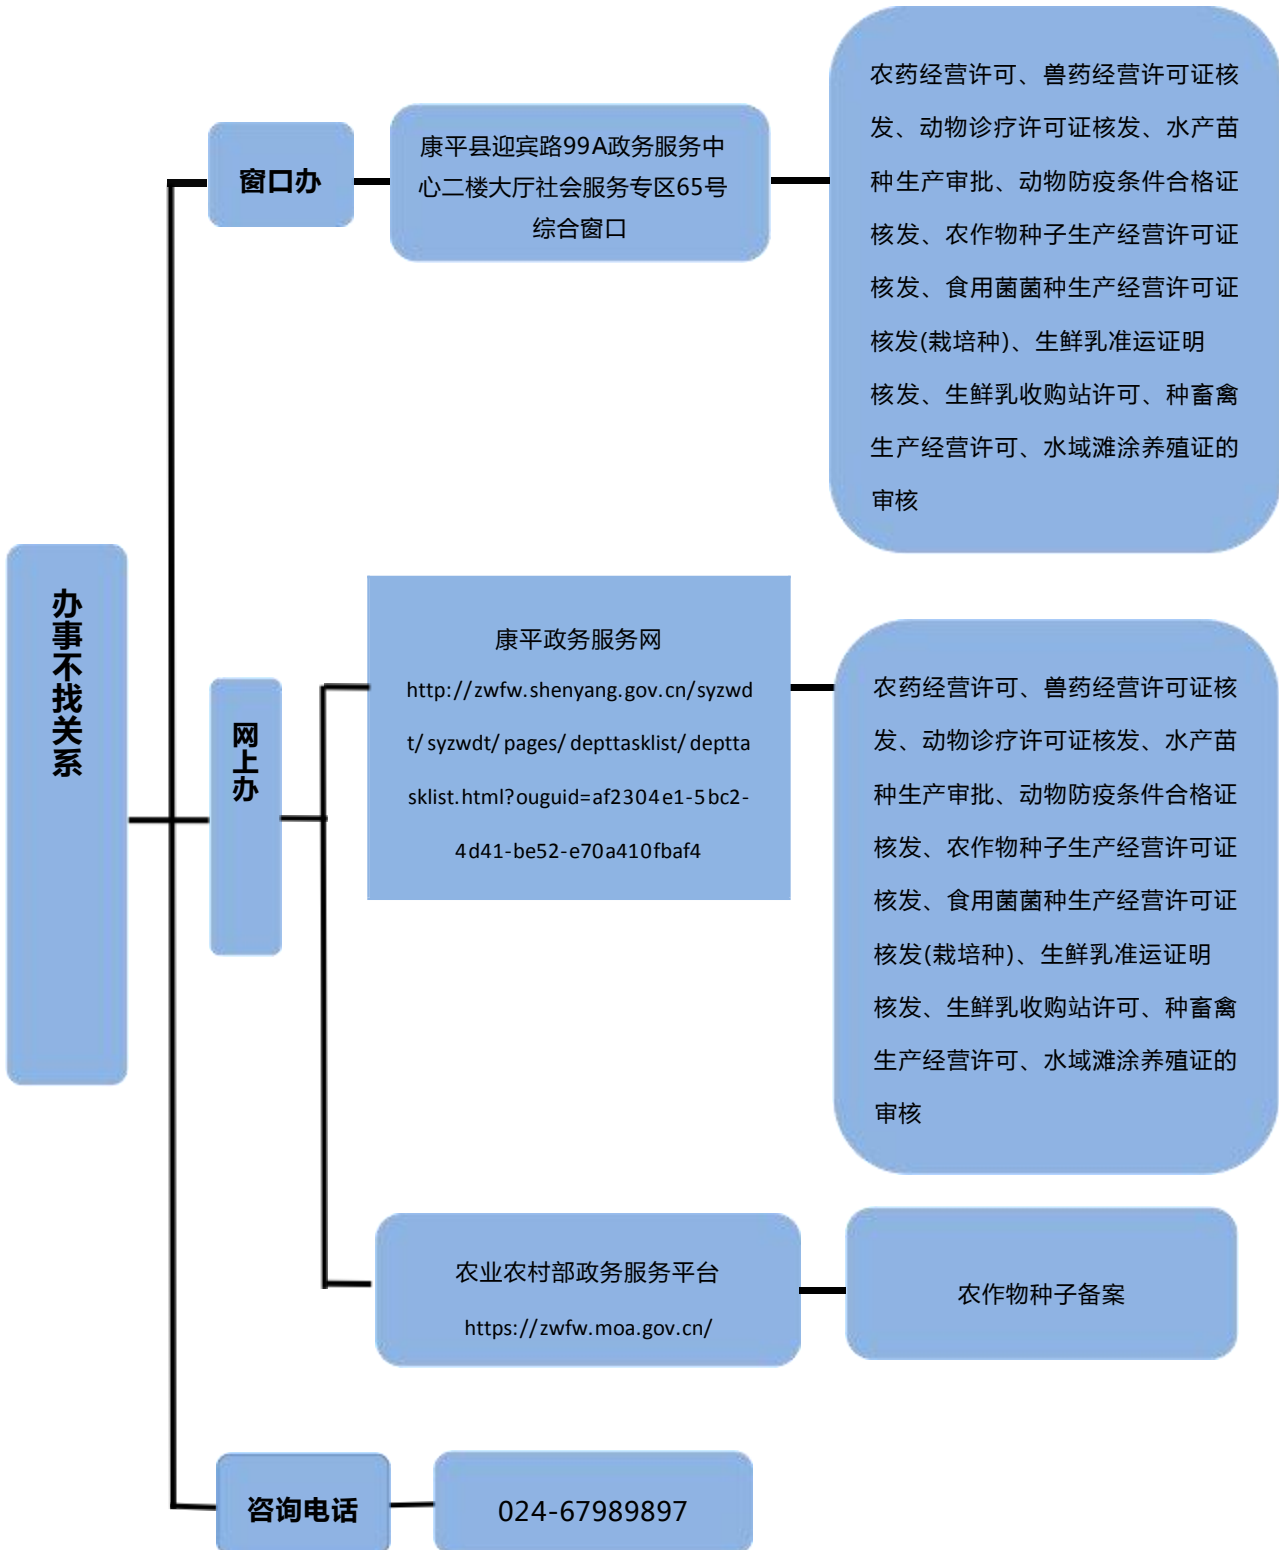 办事不找关系
窗口办
康平县迎宾路99A政务服务中
心二楼大厅社会服务专区65号
综合窗口
农药经营许可、兽药经营许可证核
发、动物诊疗许可证核发、水产苗
种生产审批、动物防疫条件合格证
核发、农作物种子生产经营许可证
核发、食用菌菌种生产经营许可证
核发(栽培种)、生鲜乳准运证明
核发、生鲜乳收购站许可、种畜禽
生产经营许可、水域滩涂养殖证的
审核
网上办
康平政务服务网
http://zwfw.shenyang.gov.cn/syzwd
t/syzwdt/pages/depttasklist/deptta
sklist.html?ouguid=af2304e1-5bc2-
4d41-be52-e70a410fbaf4
农药经营许可、兽药经营许可证核
发、动物诊疗许可证核发、水产苗
种生产审批、动物防疫条件合格证
核发、农作物种子生产经营许可证
核发、食用菌菌种生产经营许可证
核发(栽培种)、生鲜乳准运证明
核发、生鲜乳收购站许可、种畜禽
生产经营许可、水域滩涂养殖证的
审核
农业农村部政务服务平台
https://zwfw.moa.gov.cn/
农作物种子备案
咨询电话
024-67989897